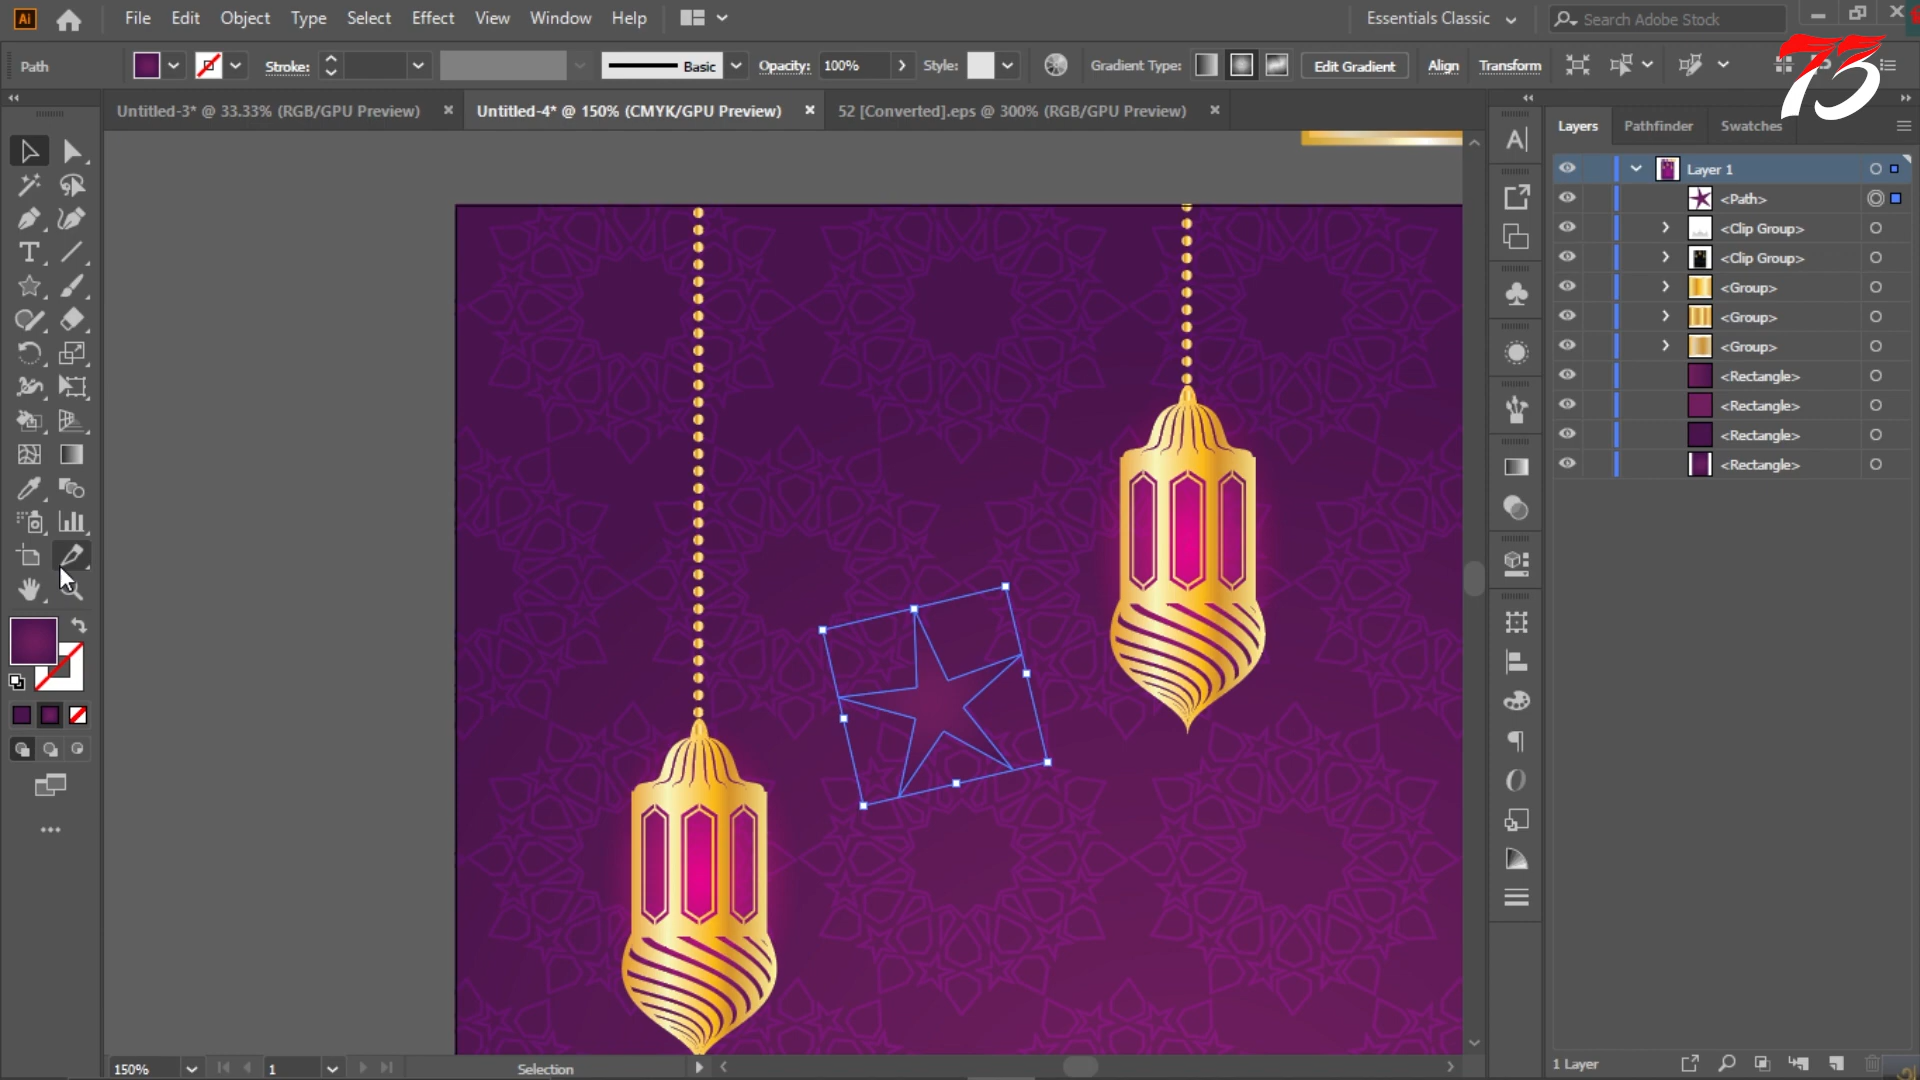 Ai File Edit Object Type Select Effect View Window Help Essentials Classic Search Adobe Stock
Path Stroke: Basic Opacity: 100% Style: Gradient Type: Edit Gradient Align Transform
73
Untitled-3* @ 33.33% (RGB/GPU Preview) Untitled-4* @ 150% (CMYK/GPU Preview) 52 [Converted].eps @ 300% (RGB/GPU Preview)
Layers Pathfinder Swatches
Layer 1
<Path>
<Clip Group>
<Clip Group>
<Group>
<Group>
<Group>
<Rectangle>
<Rectangle>
<Rectangle>
<Rectangle>
150% 1 Selection
1 Layer